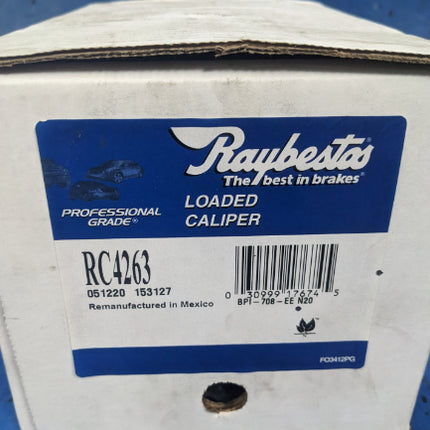 Raybestos®
The best in brakes®
PROFESSIONAL
GRADE®
LOADED
CALIPER
RC4263
051220 153127
Remanufactured in Mexico
0 30999 17674 5
BPI-708-EE N20
FO3412PG